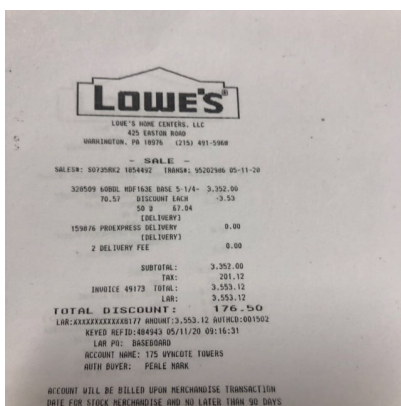 LOWE'S®
LOWE'S HOME CENTERS, LLC
425 EASTON ROAD
WARRINGTON, PA 18976 (215) 491-5960
- SALE -
SALES#: S0735BK2 1854492 TRANS#: 95202986 05-11-20
328509 60BDL MDF163E BASE 5-1/4- 3,352.00
70.57 DISCOUNT EACH -3.53
50 @ 67.04
[DELIVERY]
159876 PROEXPRESS DELIVERY 0.00
[DELIVERY]
2 DELIVERY FEE 0.00
SUBTOTAL: 3,352.00
TAX: 201.12
INVOICE 49173 TOTAL: 3,553.12
LAR: 3,553.12
TOTAL DISCOUNT: 176.50
LAR:XXXXXXXXXXXX8177 AMOUNT:3,553.12 AUTHCD:001502
KEYED REFID:484943 05/11/20 09:16:31
LAR PO: BASEBOARD
ACCOUNT NAME: 175 WYNCOTE TOWERS
AUTH BUYER: PEALE MARK
ACCOUNT WILL BE BILLED UPON MERCHANDISE TRANSACTION
DATE FOR STOCK MERCHANDISE AND NO LATER THAN 90 DAYS